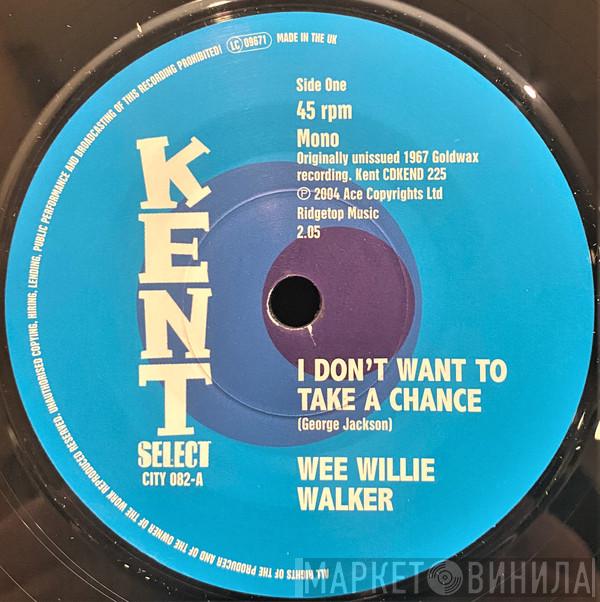 ALL RIGHTS OF THE PRODUCER AND OF THE OWNER OF THE WORK REPRODUCED RESERVED. UNAUTHORISED COPYING, HIRING, LENDING, PUBLIC PERFORMANCE AND BROADCASTING OF THIS RECORDING PROHIBITED! LC 09671 MADE IN THE UK
Side One
45 rpm
Mono
Originally unissued 1967 Goldwax
recording. Kent CDKEND 225
℗ 2004 Ace Copyrights Ltd
Ridgetop Music
2.05
KENT
SELECT
CITY 082-A
I DON'T WANT TO
TAKE A CHANCE
(George Jackson)
WEE WILLIE
WALKER
МАРКЕТ ВИНИЛА